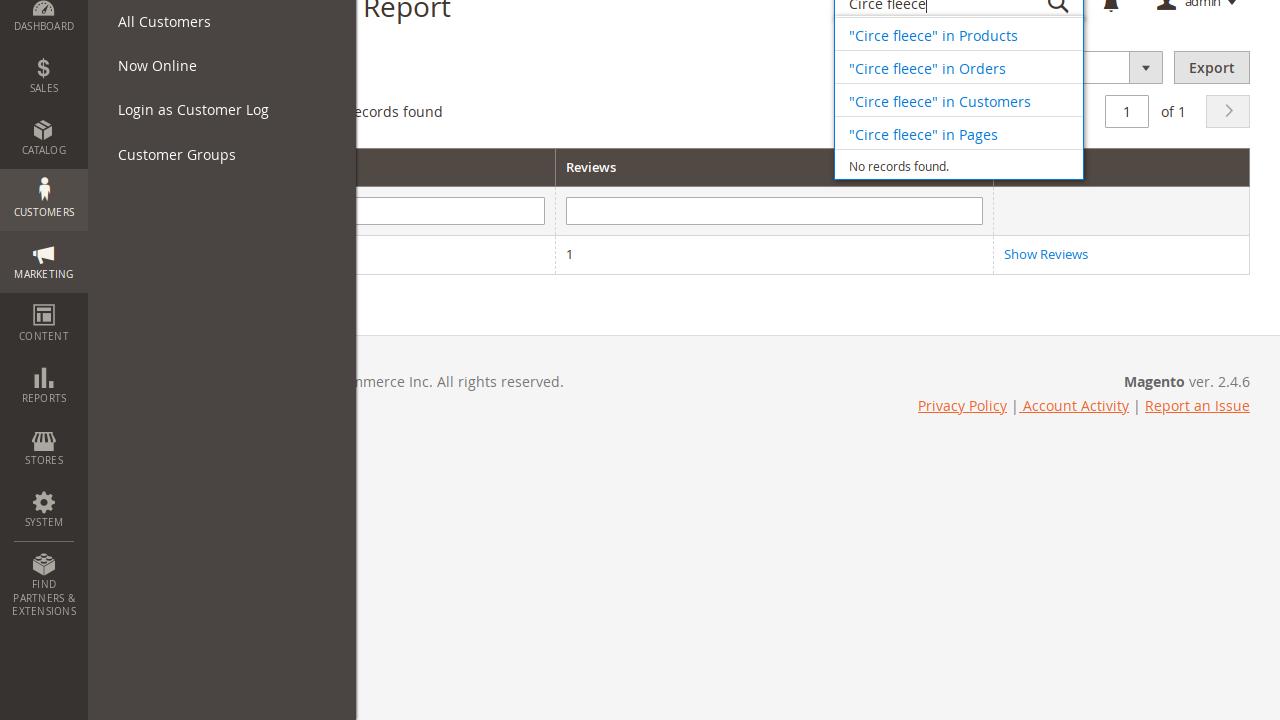 DASHBOARD
SALES
CATALOG
CUSTOMERS
MARKETING
CONTENT
REPORTS
STORES
SYSTEM
FIND
PARTNERS &
EXTENSIONS
All Customers
Now Online
Login as Customer Log
Customer Groups
Report
Circe fleece
admin
"Circe fleece" in Products
"Circe fleece" in Orders
"Circe fleece" in Customers
"Circe fleece" in Pages
No records found.
Export
ecords found
1 of 1
Reviews
1
Show Reviews
mmerce Inc. All rights reserved.
Magento ver. 2.4.6
Privacy Policy | Account Activity | Report an Issue